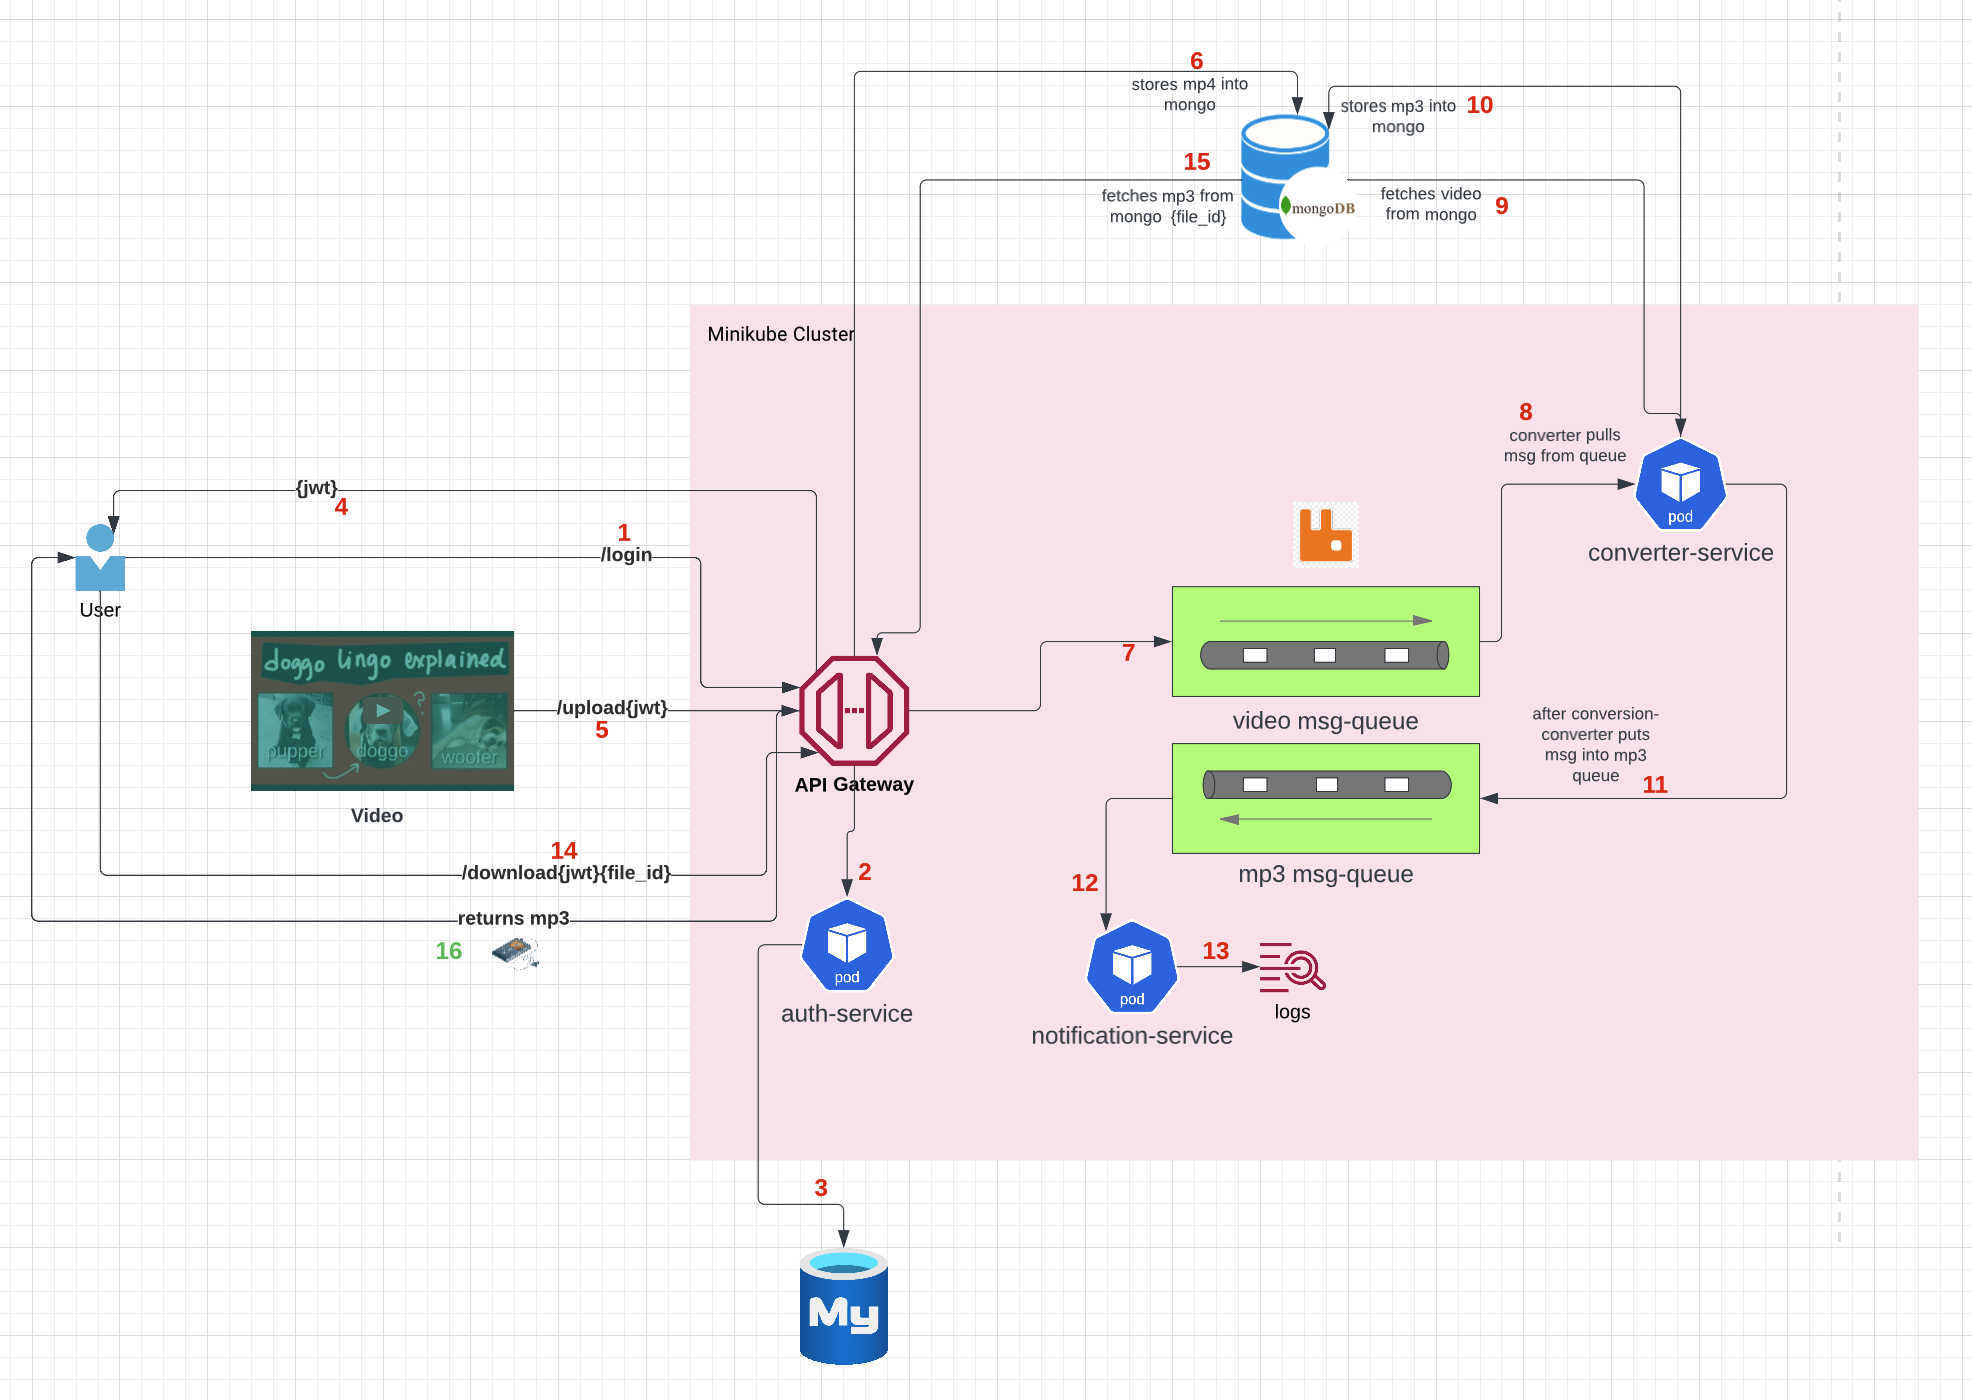 6
stores mp4 into
mongo
stores mp3 into
mongo
10
15
fetches mp3 from
mongo {file_id}
mongoDB
fetches video
from mongo
9
Minikube Cluster
8
converter pulls
msg from queue
{jwt}
4
1
/login
User
pod
converter-service
doggo lingo explained
?
pupper
doggo
woofer
Video
/upload{jwt}
5
API Gateway
7
video msg-queue
after conversion-
converter puts
msg into mp3
queue
11
mp3 msg-queue
14
/download{jwt}{file_id}
returns mp3
16
2
pod
auth-service
12
pod
notification-service
13
logs
3
My